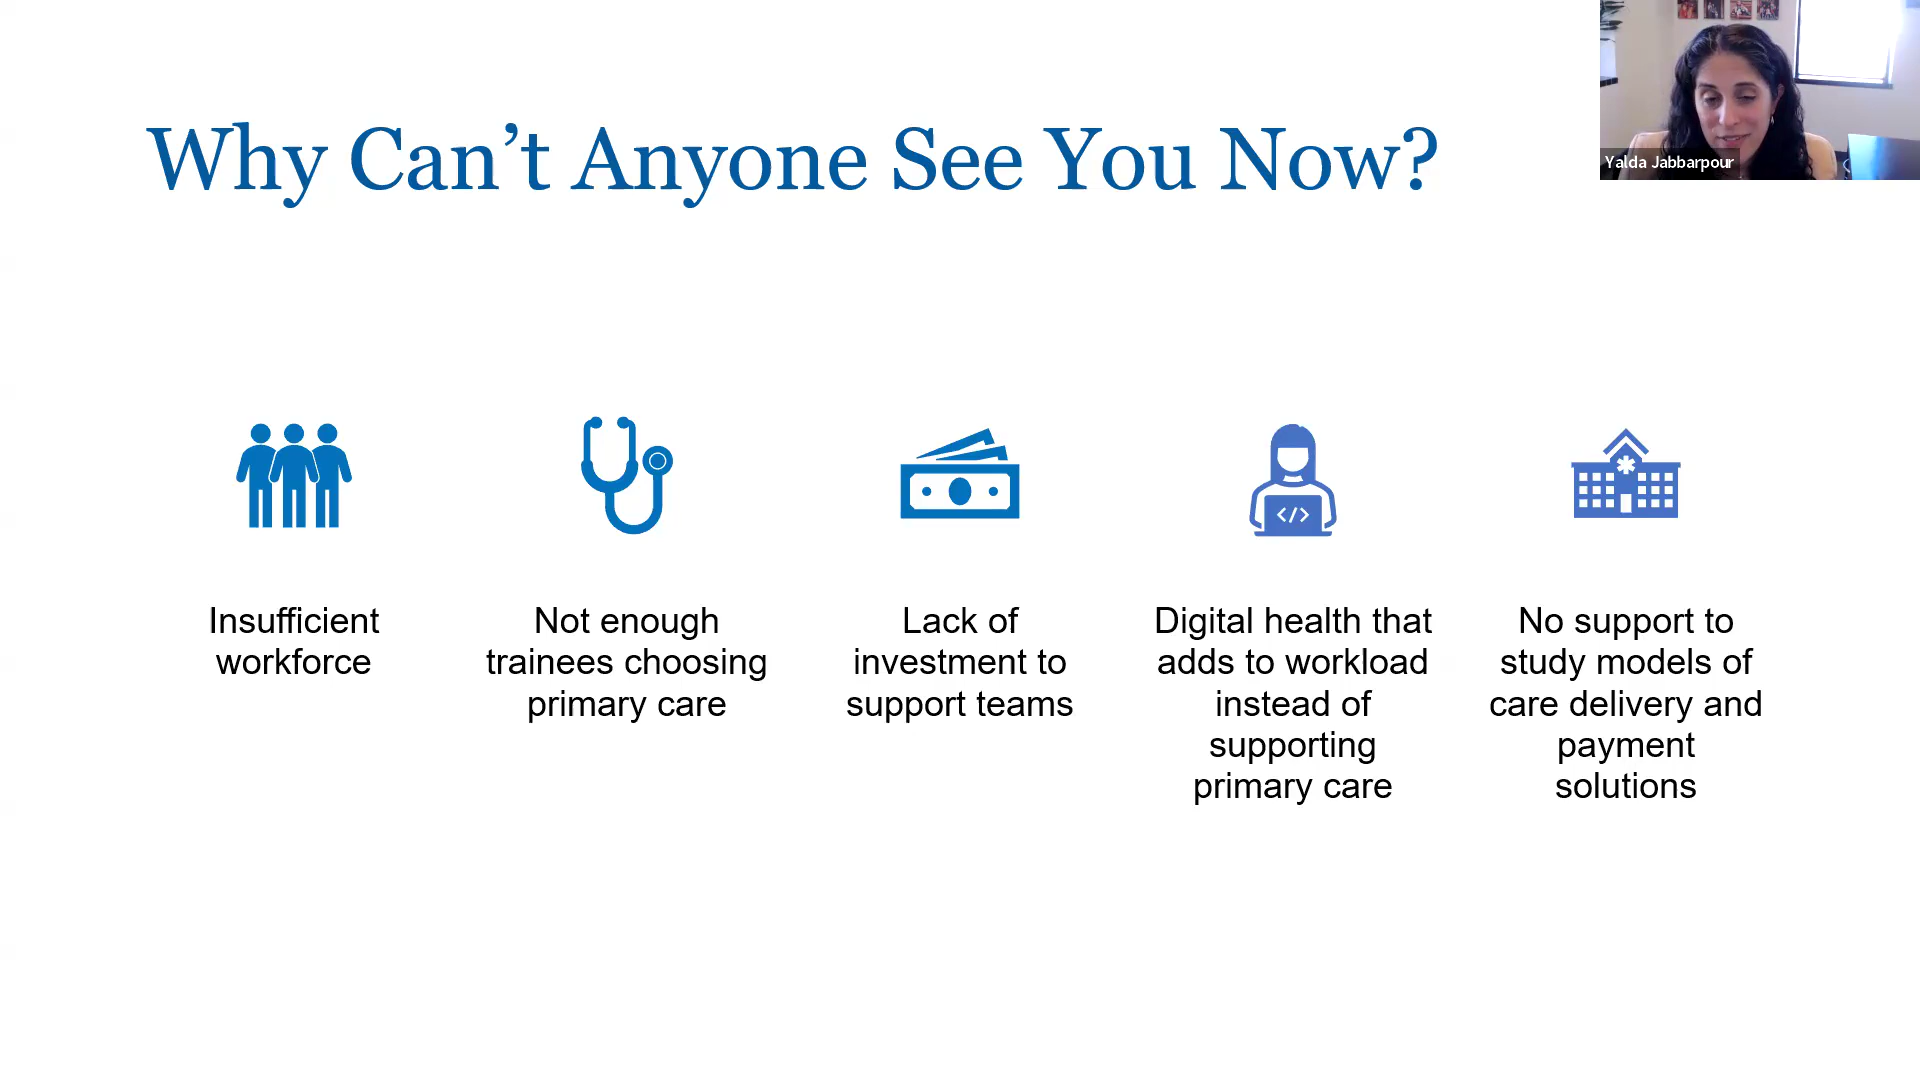 Why Can’t Anyone See You Now?
Yalda Jabbarpour
Insufficient
workforce
Not enough
trainees choosing
primary care
Lack of
investment to
support teams
</>
Digital health that
adds to workload
instead of
supporting
primary care
No support to
study models of
care delivery and
payment
solutions